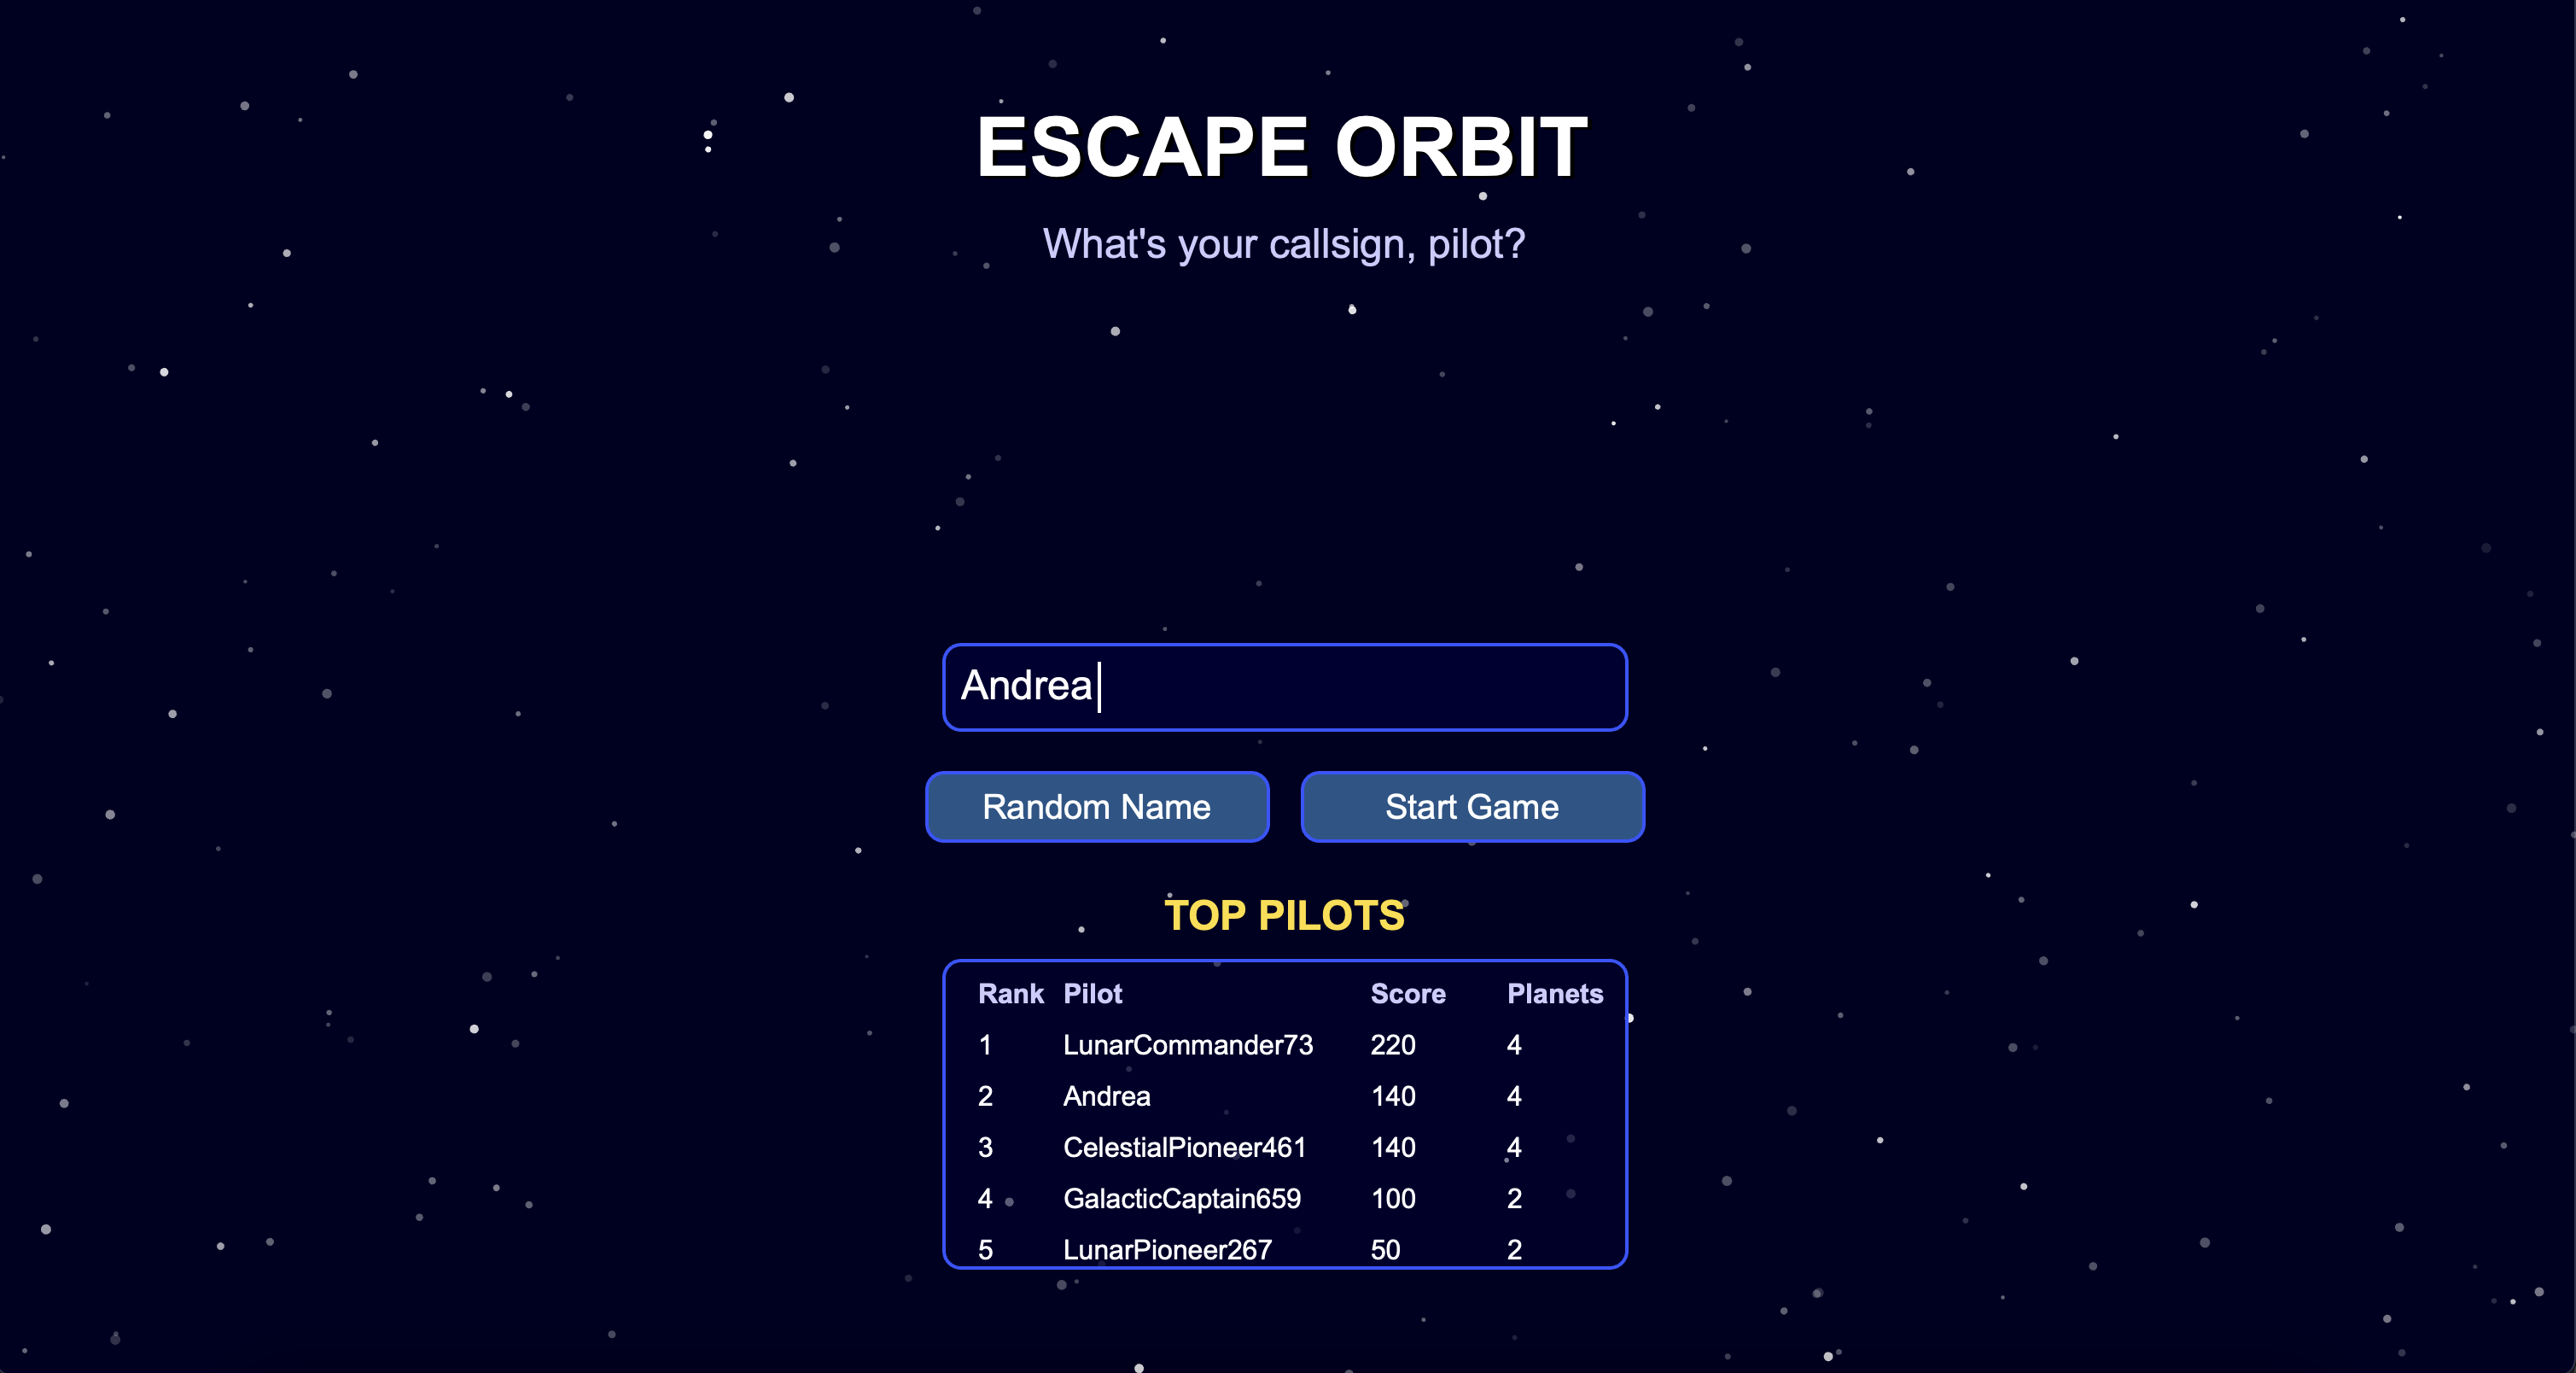 ESCAPE ORBIT
What's your callsign, pilot?
Andrea
Random Name Start Game
TOP PILOTS
Rank Pilot Score Planets
1 LunarCommander73 220 4
2 Andrea 140 4
3 CelestialPioneer461 140 4
4 GalacticCaptain659 100 2
5 LunarPioneer267 50 2